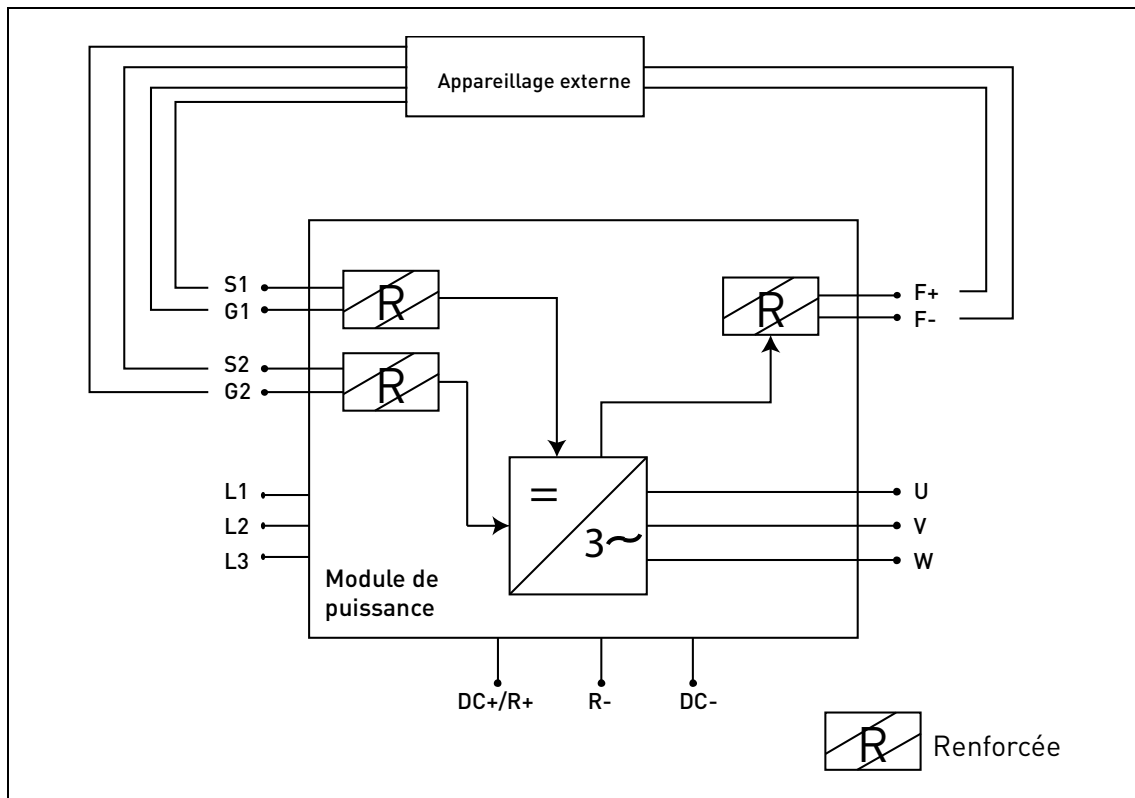 Appareillage externe
S1
G1
R
R
F+
F-
S2
G2
R
L1
L2
L3
=
3~
U
V
W
Module de
puissance
DC+/R+
R-
DC-
R
Renforcée